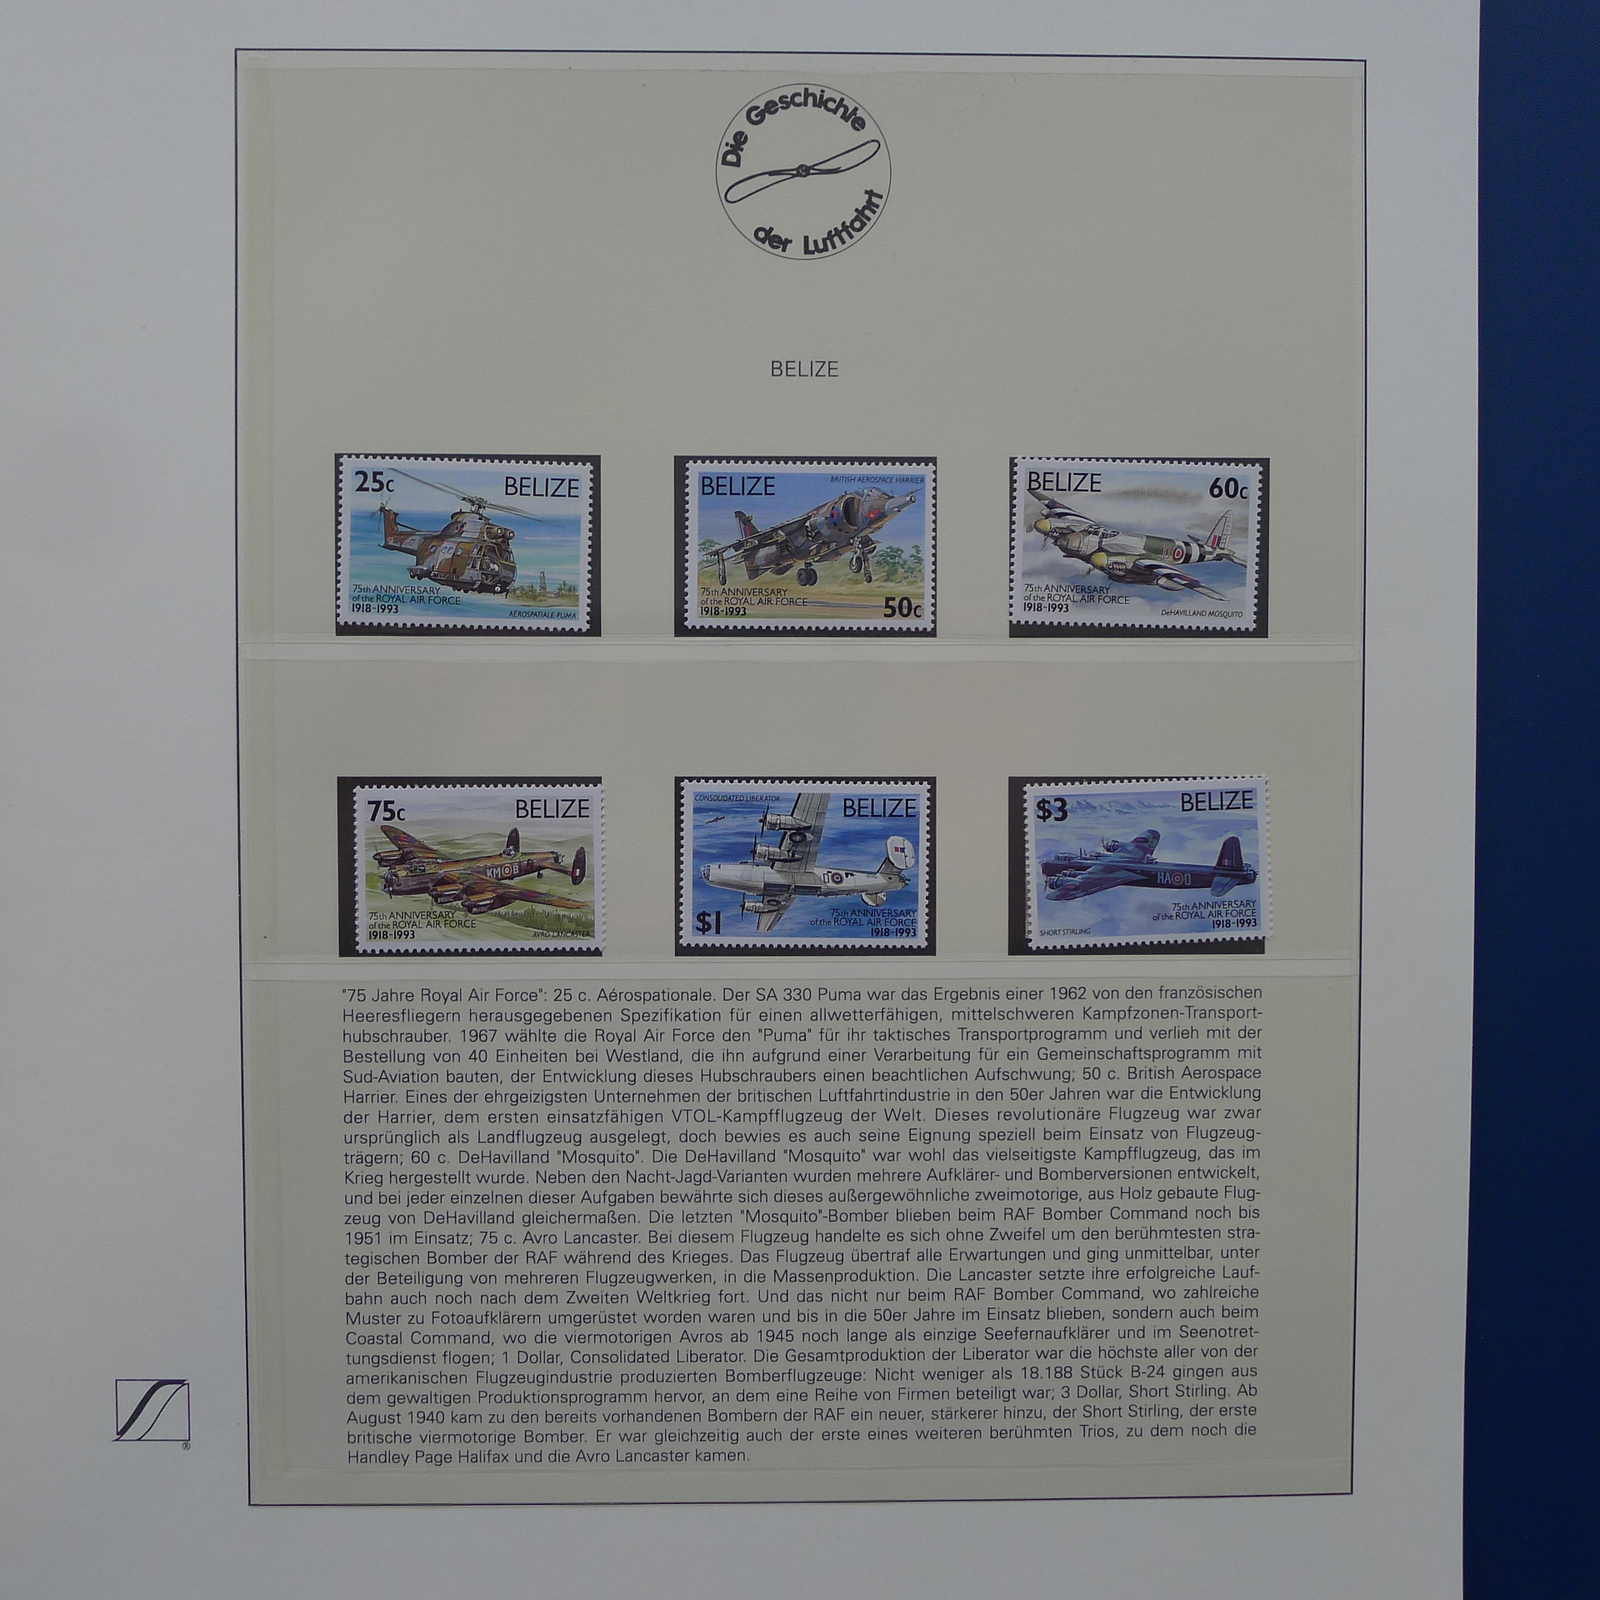 Die Geschichte
der Luftfahrt
BELIZE
25c BELIZE
75th ANNIVERSARY
of the ROYAL AIR FORCE
1918-1993
AEROSPATIALE PUMA
BELIZE BRITISH AEROSPACE HARRIER
75th ANNIVERSARY
of the ROYAL AIR FORCE
1918-1993 50c
BELIZE 60c
75th ANNIVERSARY
of the ROYAL AIR FORCE
1918-1993
DeHAVILLAND MOSQUITO
75c BELIZE
KM B
75th ANNIVERSARY
of the ROYAL AIR FORCE
1918-1993
AVRO LANCASTER
CONSOLIDATED LIBERATOR BELIZE
75th ANNIVERSARY
of the ROYAL AIR FORCE
$1 1918-1993
$3 BELIZE
HA O
75th ANNIVERSARY
of the ROYAL AIR FORCE
1918-1993
SHORT STIRLING
"75 Jahre Royal Air Force": 25 c. Aérospationale. Der SA 330 Puma war das Ergebnis einer 1962 von den französischen
Heeresfliegern herausgegebenen Spezifikation für einen allwetterfähigen, mittelschweren Kampfzonen-Transport-
hubschrauber. 1967 wählte die Royal Air Force den "Puma" für ihr taktisches Transportprogramm und verlieh mit der
Bestellung von 40 Einheiten bei Westland, die ihn aufgrund einer Verarbeitung für ein Gemeinschaftsprogramm mit
Sud-Aviation bauten, der Entwicklung dieses Hubschraubers einen beachtlichen Aufschwung; 50 c. British Aerospace
Harrier. Eines der ehrgeizigsten Unternehmen der britischen Luftfahrtindustrie in den 50er Jahren war die Entwicklung
der Harrier, dem ersten einsatzfähigen VTOL-Kampfflugzeug der Welt. Dieses revolutionäre Flugzeug war zwar
ursprünglich als Landflugzeug ausgelegt, doch bewies es auch seine Eignung speziell beim Einsatz von Flugzeug-
trägern; 60 c. DeHavilland "Mosquito". Die DeHavilland "Mosquito" war wohl das vielseitigste Kampfflugzeug, das im
Krieg hergestellt wurde. Neben den Nacht-Jagd-Varianten wurden mehrere Aufklärer- und Bomberversionen entwickelt,
und bei jeder einzelnen dieser Aufgaben bewährte sich dieses außergewöhnliche zweimotorige, aus Holz gebaute Flug-
zeug von DeHavilland gleichermaßen. Die letzten "Mosquito"-Bomber blieben beim RAF Bomber Command noch bis
1951 im Einsatz; 75 c. Avro Lancaster. Bei diesem Flugzeug handelte es sich ohne Zweifel um den berühmtesten stra-
tegischen Bomber der RAF während des Krieges. Das Flugzeug übertraf alle Erwartungen und ging unmittelbar, unter
der Beteiligung von mehreren Flugzeugwerken, in die Massenproduktion. Die Lancaster setzte ihre erfolgreiche Lauf-
bahn auch noch nach dem Zweiten Weltkrieg fort. Und das nicht nur beim RAF Bomber Command, wo zahlreiche
Muster zu Fotoaufklärern umgerüstet worden waren und bis in die 50er Jahre im Einsatz blieben, sondern auch beim
Coastal Command, wo die viermotorigen Avros ab 1945 noch lange als einzige Seefernaufklärer und im Seenotret-
tungsdienst flogen; 1 Dollar, Consolidated Liberator. Die Gesamtproduktion der Liberator war die höchste aller von der
amerikanischen Flugzeugindustrie produzierten Bomberflugzeuge: Nicht weniger als 18.188 Stück B-24 gingen aus
dem gewaltigen Produktionsprogramm hervor, an dem eine Reihe von Firmen beteiligt war; 3 Dollar, Short Stirling. Ab
August 1940 kam zu den bereits vorhandenen Bombern der RAF ein neuer, stärkerer hinzu, der Short Stirling, der erste
britische viermotorige Bomber. Er war gleichzeitig auch der erste eines weiteren berühmten Trios, zu dem noch die
Handley Page Halifax und die Avro Lancaster kamen.
®